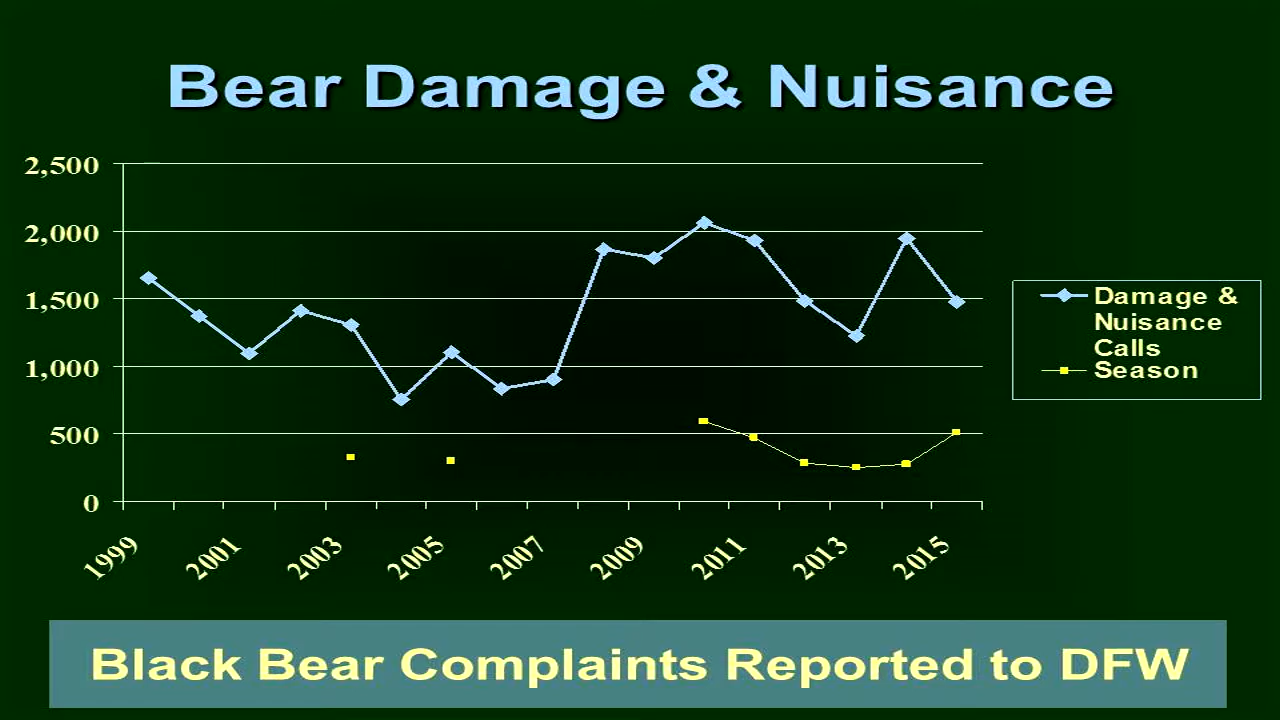 Bear Damage & Nuisance
2,500
2,000
1,500
1,000
500
0
1999
2001
2003
2005
2007
2009
2011
2013
2015
Damage &
Nuisance
Calls
Season
Black Bear Complaints Reported to DFW